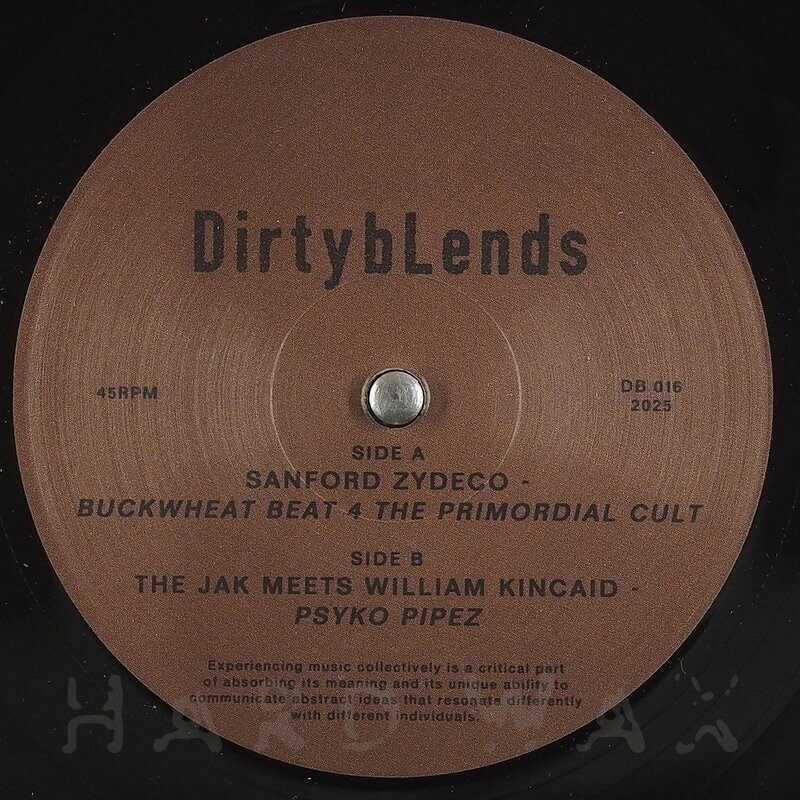 DirtybLends
45RPM
DB 016
2025
SIDE A
SANFORD ZYDECO -
BUCKWHEAT BEAT 4 THE PRIMORDIAL CULT
SIDE B
THE JAK MEETS WILLIAM KINCAID -
PSYKO PIPEZ
Experiencing music collectively is a critical part
of absorbing its meaning and its unique ability to
communicate abstract ideas that resonate differently
with different individuals.
HARD WAX